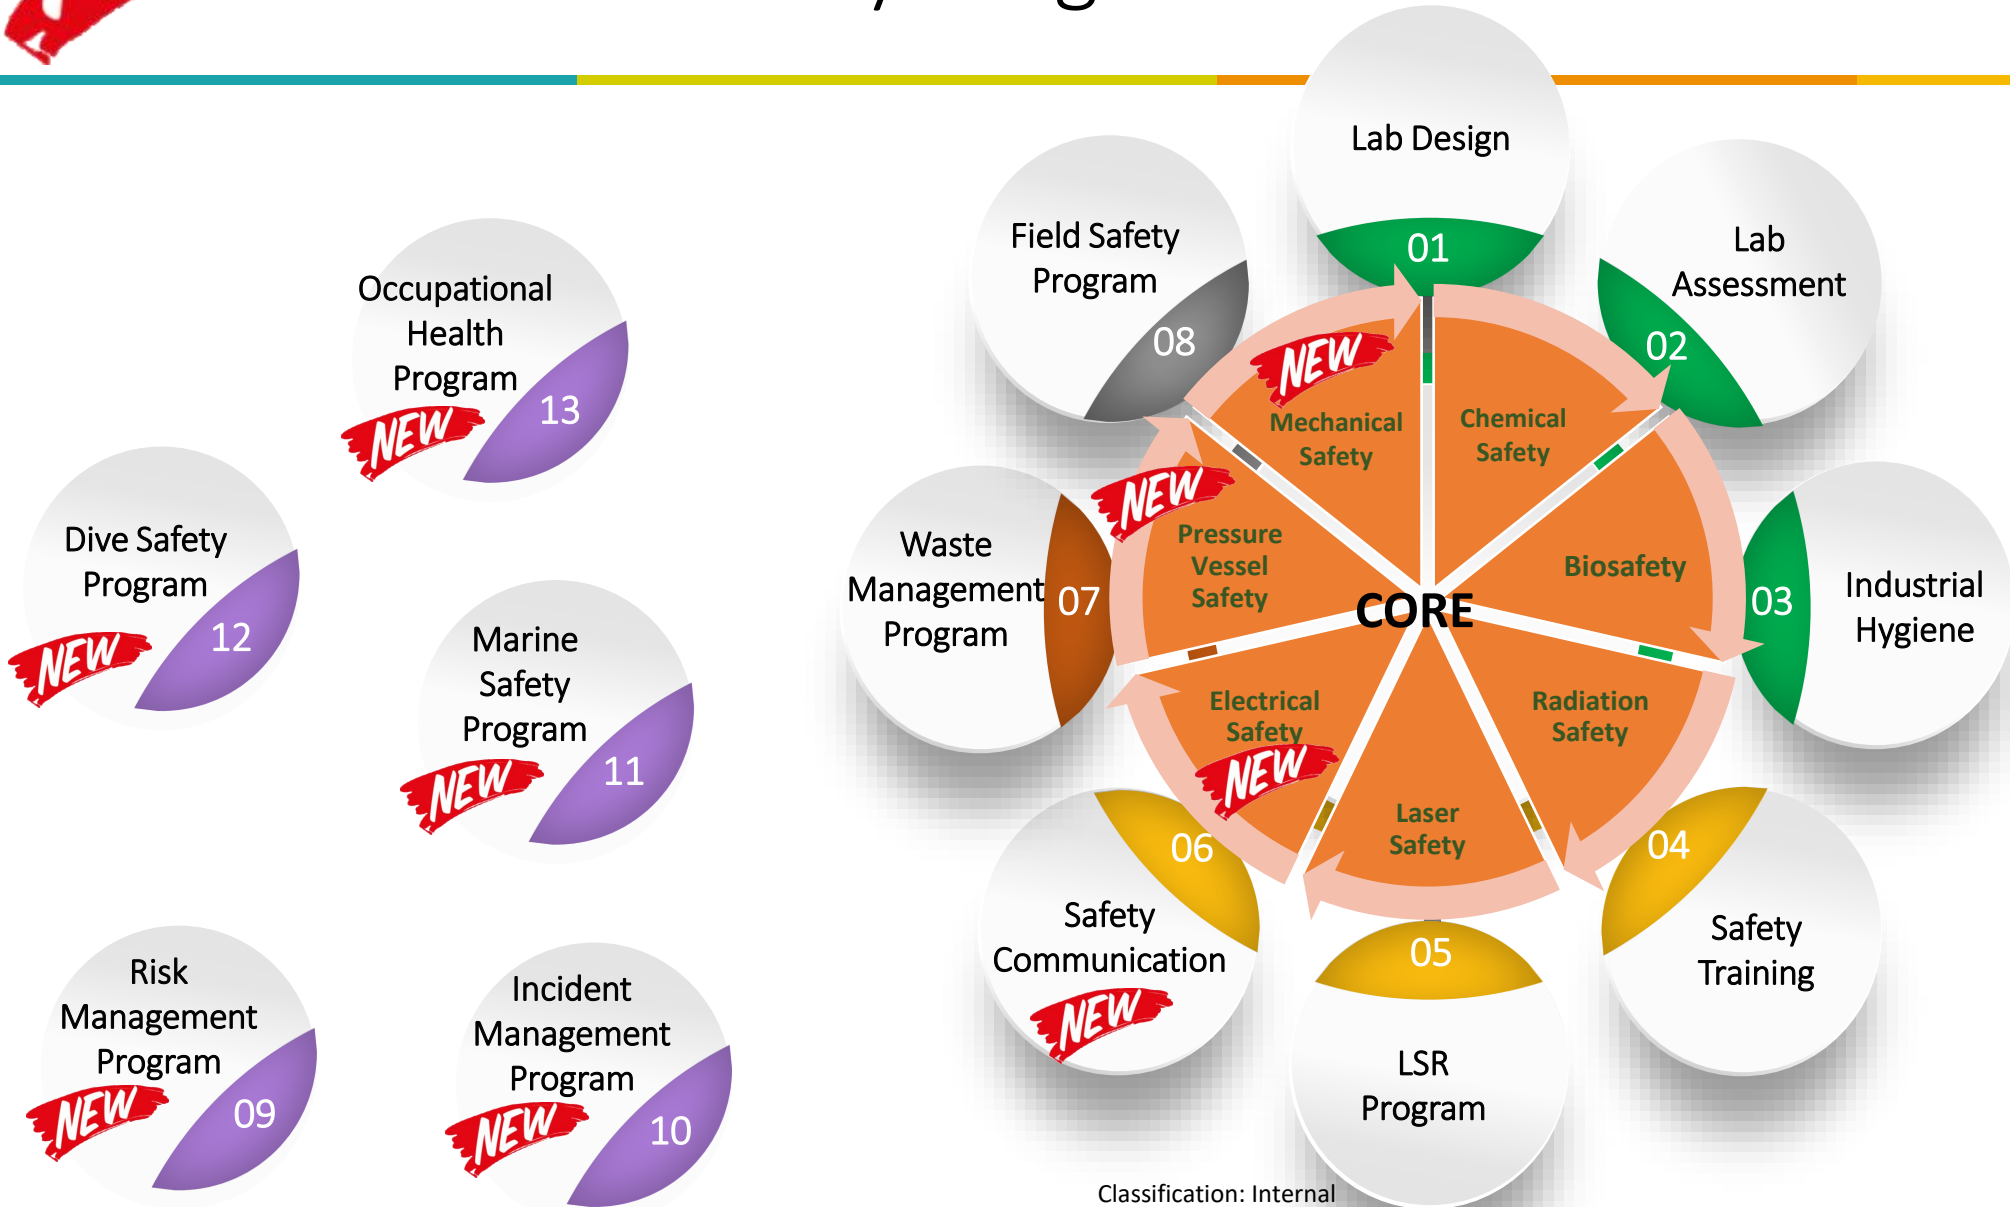 Lab Design
01
Lab
Assessment
02
Industrial
Hygiene
03
Safety
Training
04
LSR
Program
05
Safety
Communication
NEW
06
Waste
Management
Program
07
Field Safety
Program
08
Mechanical
Safety
NEW
Chemical
Safety
Biosafety
Radiation
Safety
Laser
Safety
Electrical
Safety
NEW
Pressure
Vessel
Safety
NEW
CORE
Occupational
Health
Program
NEW
13
Dive Safety
Program
NEW
12
Marine
Safety
Program
NEW
11
Risk
Management
Program
NEW
09
Incident
Management
Program
NEW
10
Classification: Internal